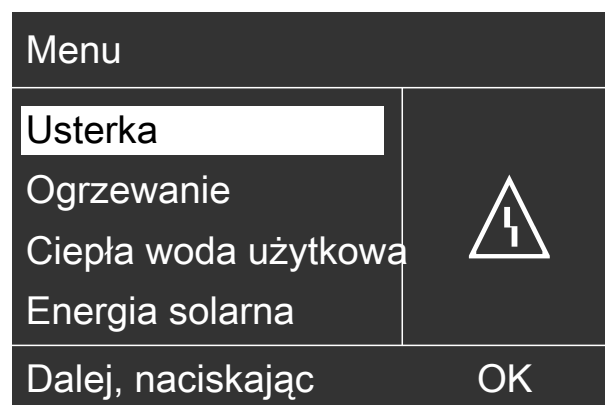 Menu
Usterka
Ogrzewanie
Ciepła woda użytkowa
Energia solarna
Dalej, naciskając OK